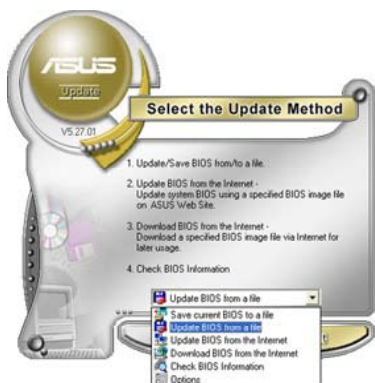 ASUS
Update
V5.27.01
Select the Update Method
1. Update/Save BIOS from/to a file.
2. Update BIOS from the Internet -
Update system BIOS using a specified BIOS image file
on ASUS Web Site.
3. Download BIOS from the Internet -
Download a specified BIOS image file via Internet for
later usage.
4. Check BIOS Information
Update BIOS from a file
Save current BIOS to a file
Update BIOS from a file
Update BIOS from the Internet
Download BIOS from the Internet
Check BIOS Information
Options